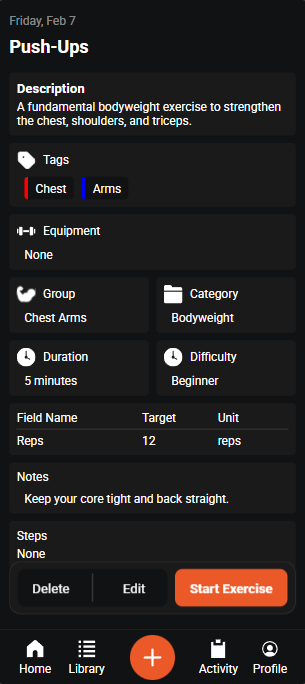 Friday, Feb 7
Push-Ups
Description
A fundamental bodyweight exercise to strengthen
the chest, shoulders, and triceps.
Tags
Chest Arms
Equipment
None
Group Category
Chest Arms Bodyweight
Duration Difficulty
5 minutes Beginner
Field Name Target Unit
Reps 12 reps
Notes
Keep your core tight and back straight.
Steps
None
Delete Edit Start Exercise
Home Library Activity Profile